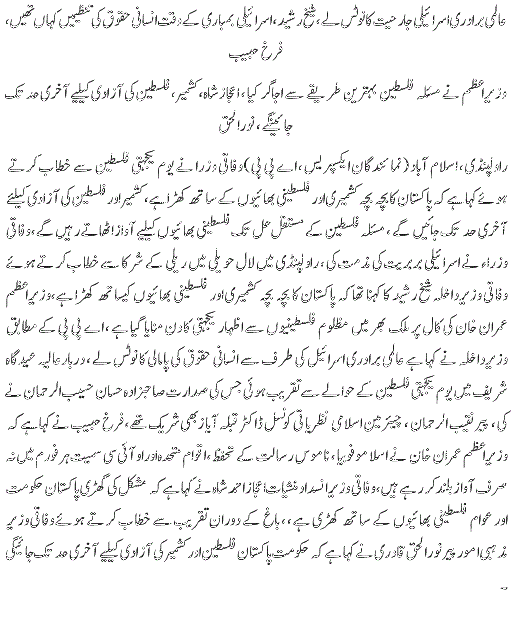 عالمی برادری اسرائیلی جارحیت کا نوٹس لے، شیخ رشید، اسرائیلی بمباری کے وقت انسانی حقوق کی تنظیمیں کہاں تھیں،
فرخ حبیب
وزیراعظم نے مسئلہ فلسطین بہترین طریقے سے اجاگر کیا، اعجاز شاہ، کشمیر، فلسطین کی آزادی کیلئے آخری حد تک
جائینگے، نور الحق
راولپنڈی، اسلام آباد (نمائندگان ایکسپریس، اے پی پی) وفاقی وزرا نے یوم یکجہتی فلسطین سے خطاب کرتے
ہوئے کہا ہے کہ پاکستان کا بچہ بچہ کشمیری اور فلسطینی بھائیوں کے ساتھ کھڑا ہے، کشمیر اور فلسطین کی آزادی کیلئے
آخری حد تک جائیں گے، مسئلہ فلسطین کے مستقل حل تک فلسطینی بھائیوں کیلئے آواز اٹھاتے رہیں گے، وفاقی
وزراء نے اسرائیلی بربریت کی مذمت کی، راولپنڈی میں لال حویلی میں ریلی کے شرکا سے خطاب کرتے ہوئے
وفاقی وزیر داخلہ شیخ رشید کا کہنا تھا کہ پاکستان کا بچہ بچہ کشمیری اور فلسطینی بھائیوں کیساتھ کھڑا ہے، وزیراعظم
عمران خان کی کال پر ملک بھر میں مظلوم فلسطینیوں سے اظہار یکجہتی کا دن منایا گیا ہے، اے پی پی کے مطابق
وزیر داخلہ نے کہا ہے عالمی برادری اسرائیل کی طرف سے انسانی حقوق کی پامالی کا نوٹس لے، دربار عالیہ عیدگاہ
شریف میں یوم یکجہتی فلسطین کے حوالے سے تقریب ہوئی جس کی صدارت صاحبزادہ حسان حسیب الرحمان نے
کی، پیر نقیب الرحمان، چیئرمین اسلامی نظریاتی کونسل ڈاکٹر قبلہ ایاز بھی شریک تھے، فرخ حبیب نے کہا ہے کہ
وزیراعظم عمران خان نے اسلاموفوبیا، ناموس رسالت کے تحفظ، اقوام متحدہ اور او آئی سی سمیت ہر فورم میں نہ
صرف آواز بلند کر رہے ہیں، وفاقی وزیر انسداد منشیات اعجاز احمد شاہ نے کہا ہے کہ مشکل کی گھڑی پاکستان حکومت
اور عوام فلسطینی بھائیوں کے ساتھ کھڑی ہے،، باغ کے دوران تقریب سے خطاب کرتے ہوئے وفاقی وزیر
مذہبی امور پیر نور الحق قادری نے کہا ہے کہ حکومت پاکستان فلسطین اور کشمیر کی آزادی کیلئے آخری حد تک جائیگی
۔